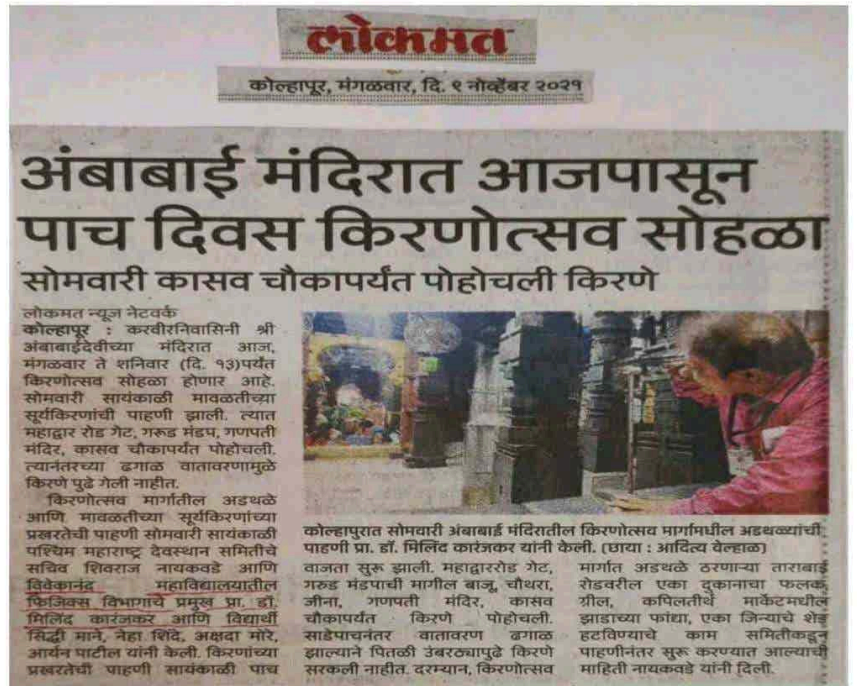 लोकमत
कोल्हापूर, मंगळवार, दि. ९ नोव्हेंबर २०२१
अंबाबाई मंदिरात आजपासून
पाच दिवस किरणोत्सव सोहळा
सोमवारी कासव चौकापर्यंत पोहोचली किरणे
लोकमत न्यूज नेटवर्क
कोल्हापूर : करवीरनिवासिनी श्री
अंबाबाईदेवीच्या मंदिरात आज,
मंगळवार ते शनिवार (दि. १३)पर्यंत
किरणोत्सव सोहळा होणार आहे.
सोमवारी सायंकाळी मावळतीच्या
सूर्यकिरणांची पाहणी झाली. त्यात
महाद्वार रोड गेट, गरूड मंडप, गणपती
मंदिर, कासव चौकापर्यंत पोहोचली.
त्यानंतरच्या ढगाळ वातावरणामुळे
किरणे पुढे गेली नाहीत.
किरणोत्सव मार्गातील अडथळे
आणि मावळतीच्या सूर्यकिरणांच्या
प्रखरतेची पाहणी सोमवारी सायंकाळी
पश्चिम महाराष्ट्र देवस्थान समितीचे
सचिव शिवराज नायकवडे आणि
विवेकानंद महाविद्यालयातील
फिजिक्स विभागाचे प्रमुख प्रा. डॉ.
मिलिंद कारंजकर आणि विद्यार्थी
सिद्धी माने, नेहा शिंदे, अक्षदा मोरे,
आर्यन पाटील यांनी केली. किरणांच्या
प्रखरतेची पाहणी सायंकाळी पाच
कोल्हापुरात सोमवारी अंबाबाई मंदिरातील किरणोत्सव मार्गामधील अडथळ्यांची
पाहणी प्रा. डॉ. मिलिंद कारंजकर यांनी केली. (छाया : आदित्य वेल्हाळ)
वाजता सुरू झाली. महाद्वाररोड गेट,
गरुड मंडपाची मागील बाजू, चौथरा,
जीना, गणपती मंदिर, कासव
चौकापर्यंत किरणे पोहोचली.
साडेपाचनंतर वातावरण ढगाळ
झाल्याने पितळी उंबरठ्यापुढे किरणे
सरकली नाहीत. दरम्यान, किरणोत्सव
मार्गात अडथळे ठरणाऱ्या ताराबाई
रोडवरील एका दुकानाचा फलक
ग्रील, कपिलतीर्थ मार्केटमधील
झाडाच्या फांद्या, एका जिन्याचे शेड
हटविण्याचे काम समितीकडून
पाहणीनंतर सुरू करण्यात आल्याची
माहिती नायकवडे यांनी दिली.